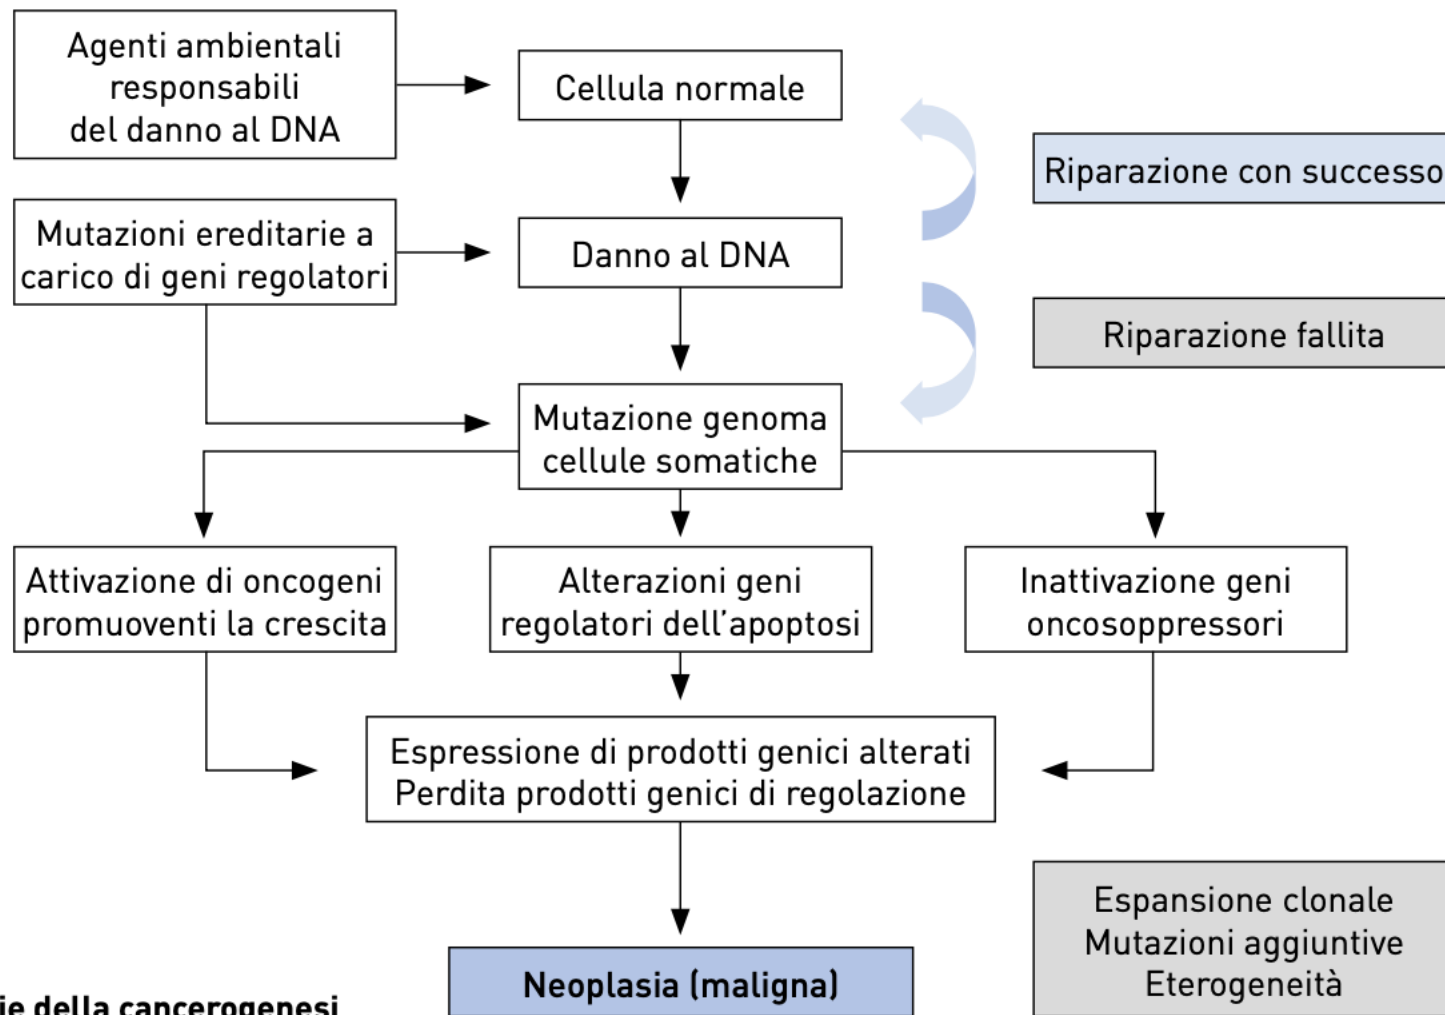 Agenti ambientali
responsabili
del danno al DNA
Cellula normale
Riparazione con successo
Mutazioni ereditarie a
carico di geni regolatori
Danno al DNA
Riparazione fallita
Mutazione genoma
cellule somatiche
Attivazione di oncogeni
promuoventi la crescita
Alterazioni geni
regolatori dell'apoptosi
Inattivazione geni
oncosoppressori
Espressione di prodotti genici alterati
Perdita prodotti genici di regolazione
Espansione clonale
Mutazioni aggiuntive
Eterogeneità
Neoplasia (maligna)
della cancerogenesi